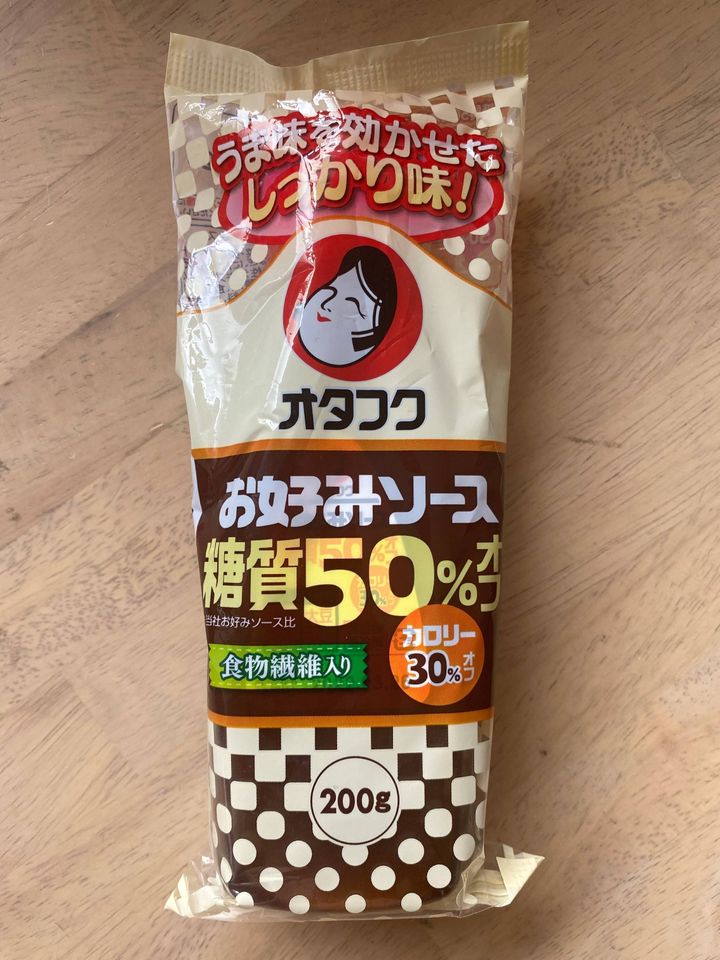 うま味を効かせた
しっかり味!
オタフク
お好みソース
糖質50%オフ
当社お好みソース比
食物繊維入り
カロリー
30%オフ
200g